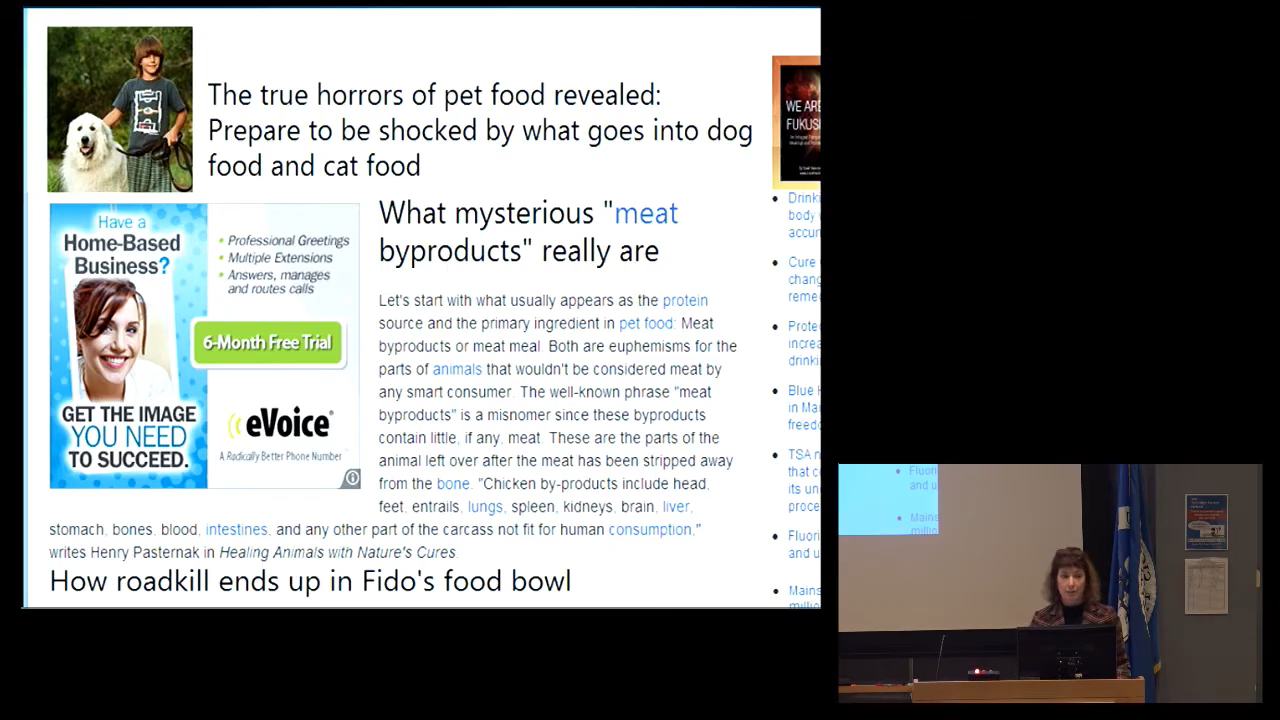 The true horrors of pet food revealed:
Prepare to be shocked by what goes into dog
food and cat food
WE ARE
FUKUS
Have a
Home-Based
Business?
• Professional Greetings
• Multiple Extensions
• Answers, manages
and routes calls
6-Month Free Trial
GET THE IMAGE
YOU NEED
TO SUCCEED.
eVoice®
A Radically Better Phone Number
What mysterious "meat
byproducts" really are
Let's start with what usually appears as the protein
source and the primary ingredient in pet food: Meat
byproducts or meat meal. Both are euphemisms for the
parts of animals that wouldn't be considered meat by
any smart consumer. The well-known phrase "meat
byproducts" is a misnomer since these byproducts
contain little, if any, meat. These are the parts of the
animal left over after the meat has been stripped away
from the bone. "Chicken by-products include head,
feet, entrails, lungs, spleen, kidneys, brain, liver,
stomach, bones, blood, intestines, and any other part of the carcass not fit for human consumption,"
writes Henry Pasternak in Healing Animals with Nature's Cures.
How roadkill ends up in Fido's food bowl
• Drinki
body
accur
• Cure
chang
reme
• Prote
increa
drinki
• Blue
in Ma
freed
• TSA
that c
its un
proce
• Fluori
and u
• Mains
millio
• Fluori
and u
• Mains